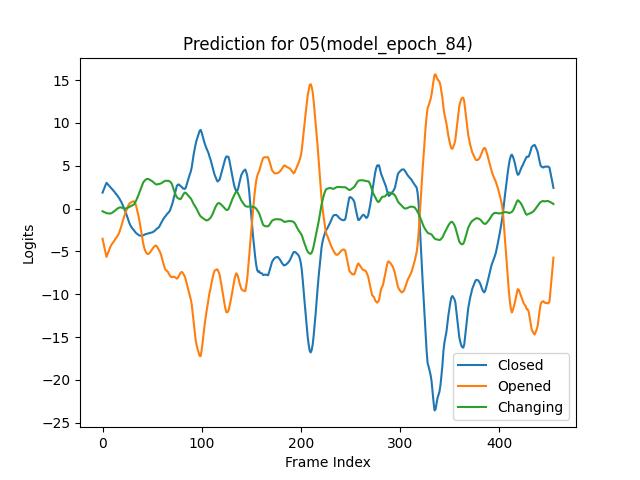 Prediction for 05(model_epoch_84)
Logits
15
10
5
0
−5
−10
−15
−20
−25
0 100 200 300 400
Frame Index
Closed
Opened
Changing